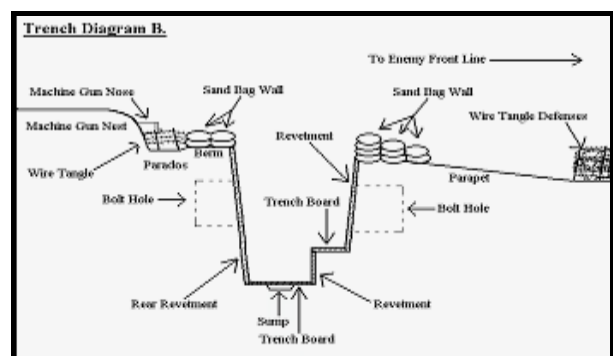 Trench Diagram B.
To Enemy Front Line
Machine Gun Nose
Sand Bag Wall
Sand Bag Wall
Wire Tangle Defenses
Machine Gun Nest
Revetment
Berm
Parados
Wire Tangle
Parapet
Bolt Hole
Trench Board
Bolt Hole
Rear Revetment
Revetment
Sump
Trench Board